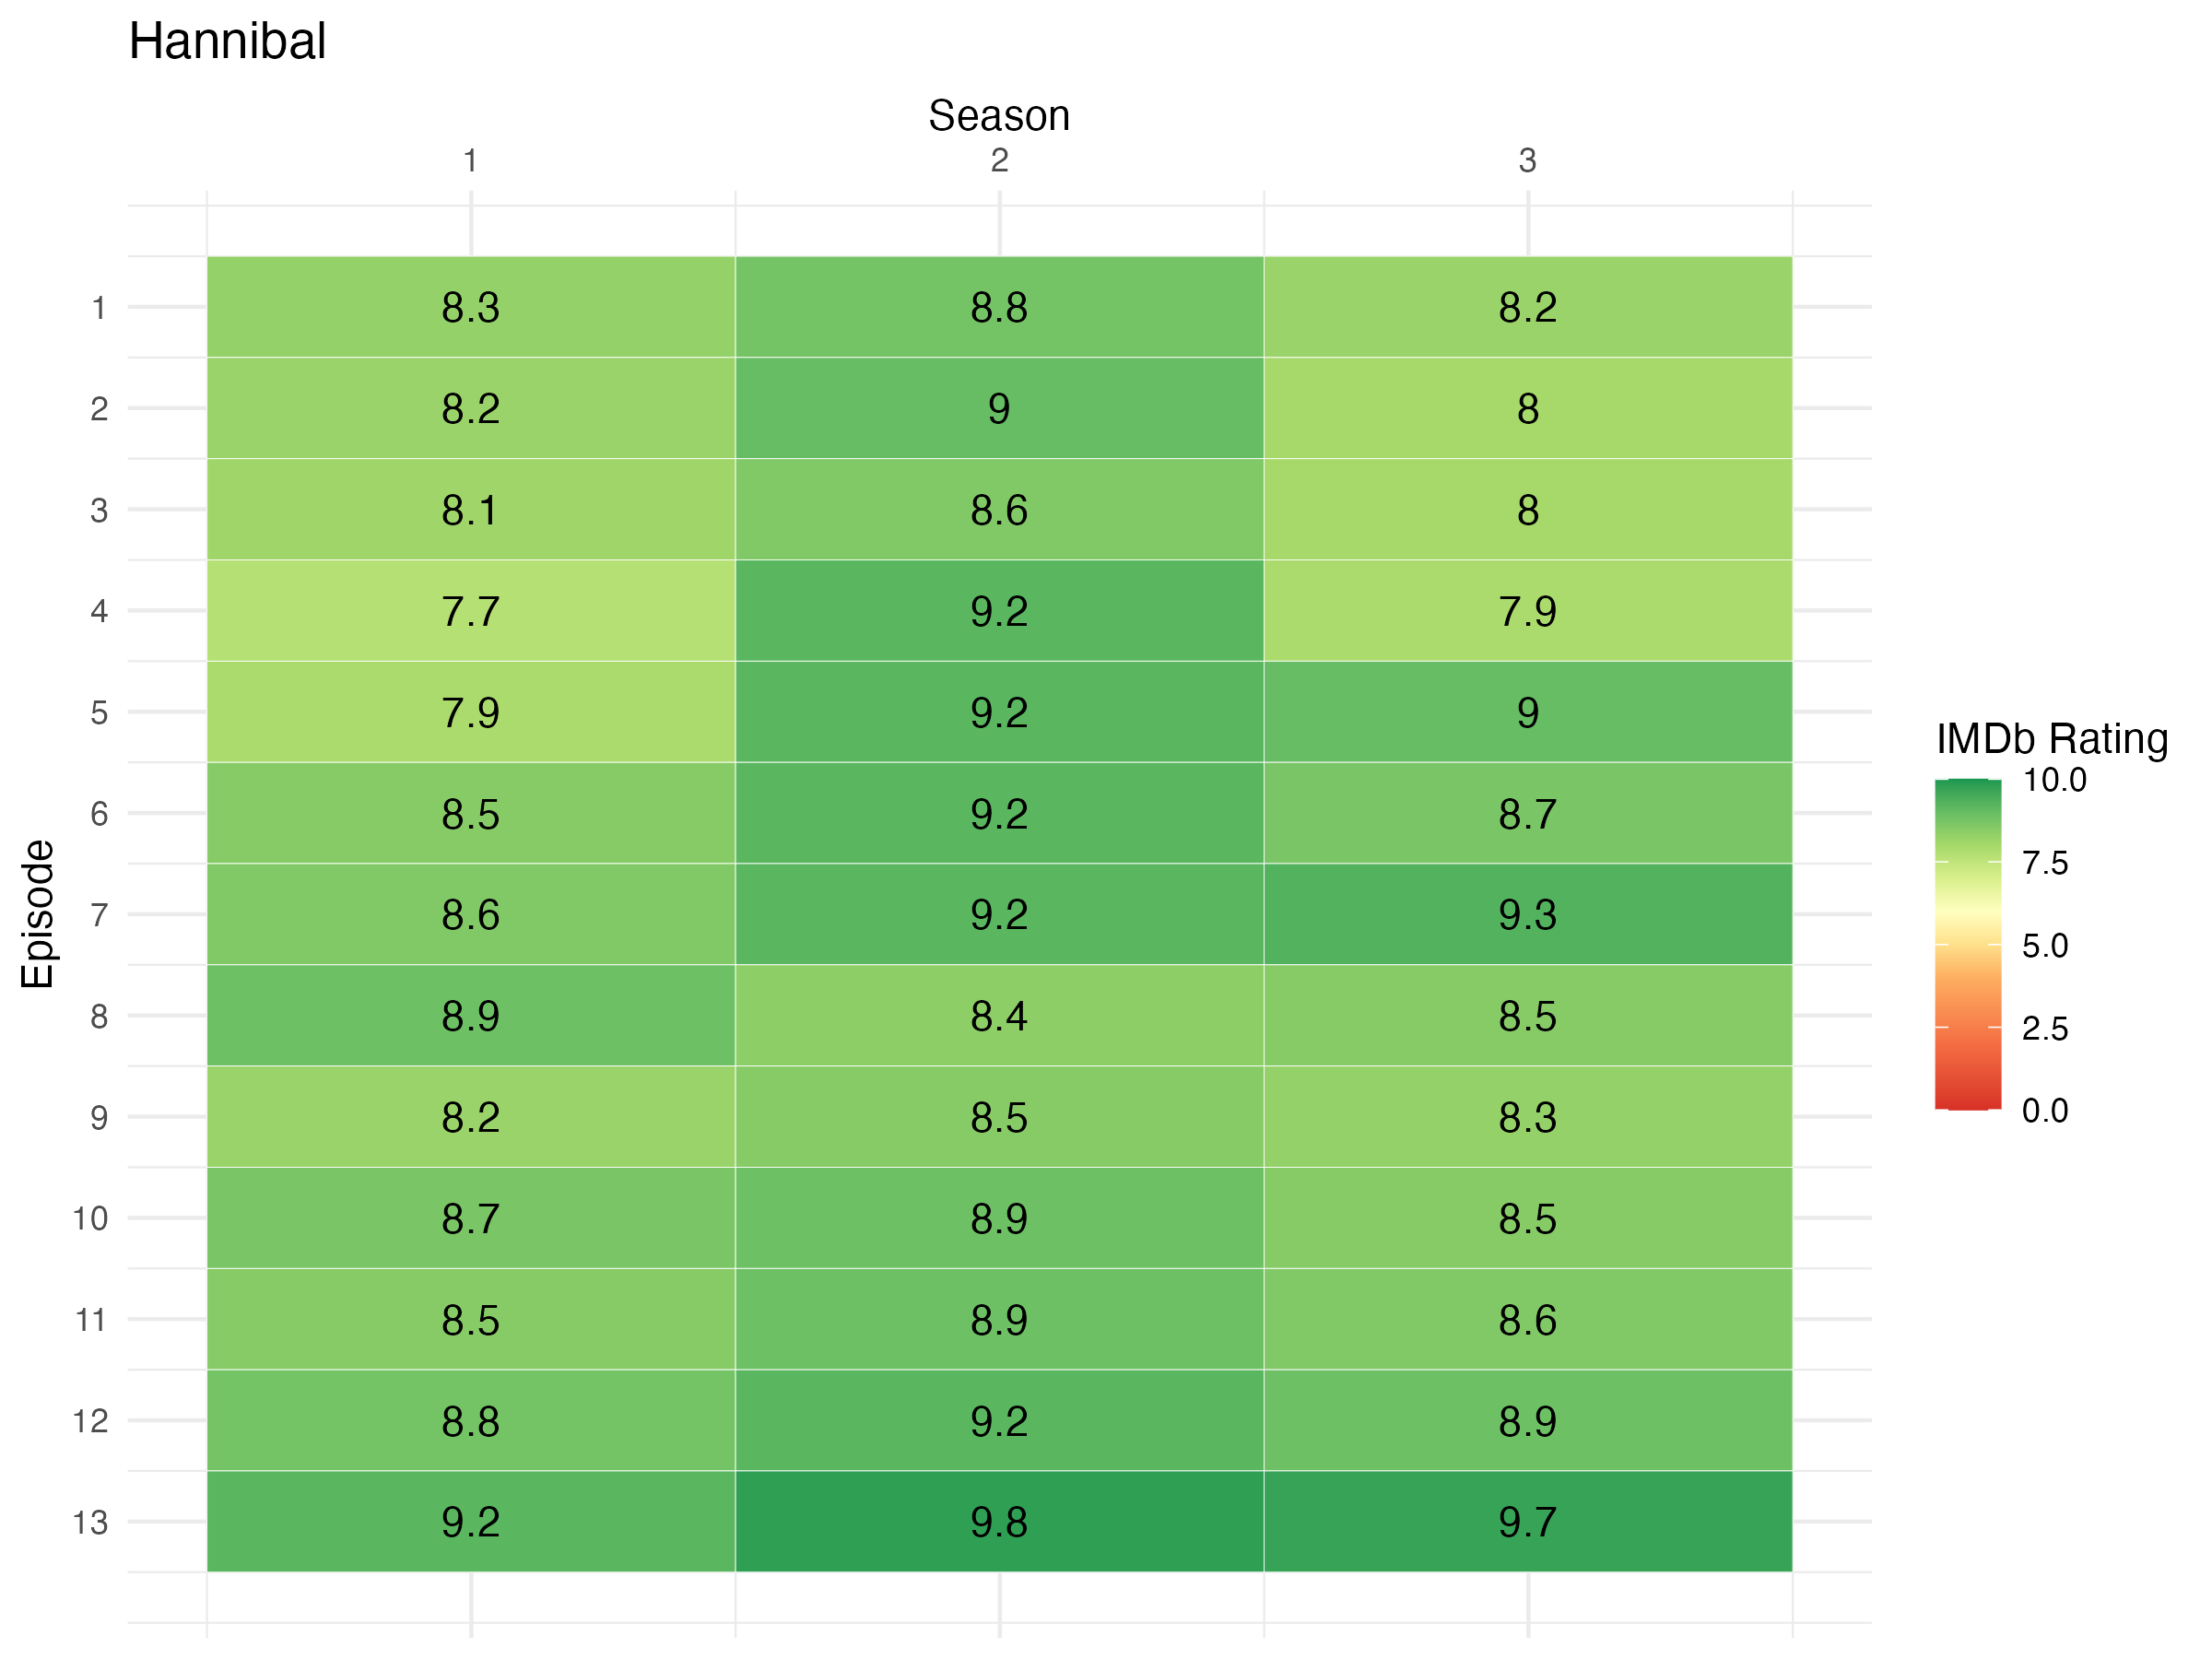 Hannibal
Season
1 2 3
1 8.3 8.8 8.2
2 8.2 9 8
3 8.1 8.6 8
4 7.7 9.2 7.9
5 7.9 9.2 9
6 8.5 9.2 8.7
7 8.6 9.2 9.3
8 8.9 8.4 8.5
9 8.2 8.5 8.3
10 8.7 8.9 8.5
11 8.5 8.9 8.6
12 8.8 9.2 8.9
13 9.2 9.8 9.7
Episode
IMDb Rating
10.0
7.5
5.0
2.5
0.0